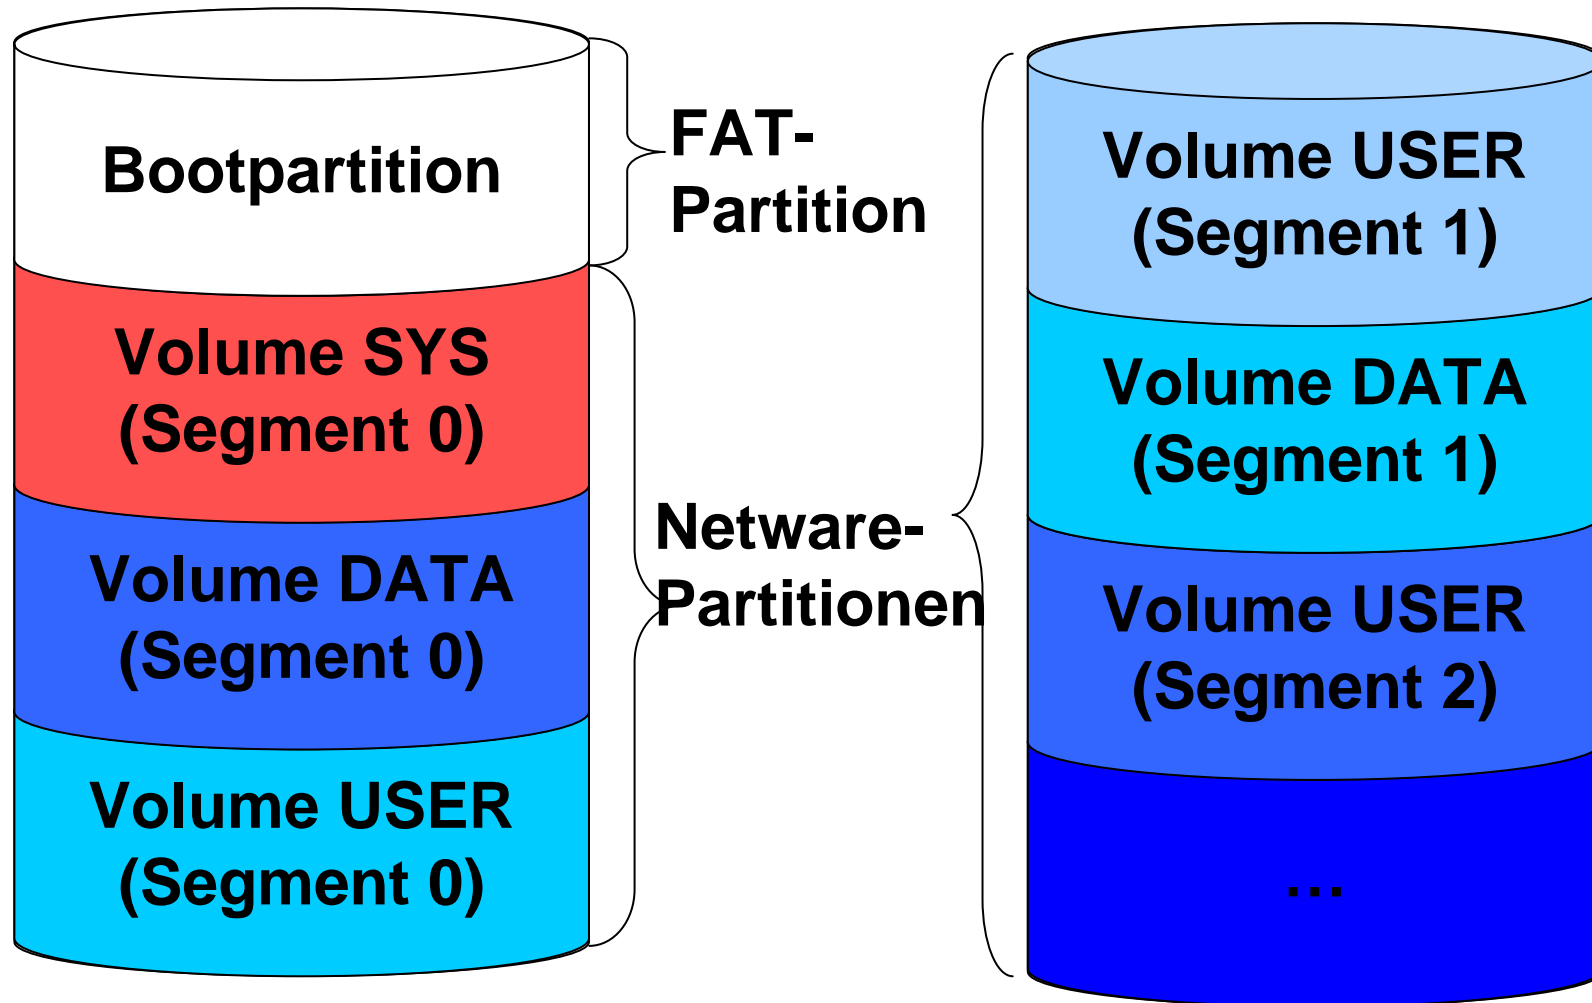 Bootpartition
Volume SYS
(Segment 0)
Volume DATA
(Segment 0)
Volume USER
(Segment 0)
FAT-
Partition
Netware-
Partitionen
Volume USER
(Segment 1)
Volume DATA
(Segment 1)
Volume USER
(Segment 2)
...